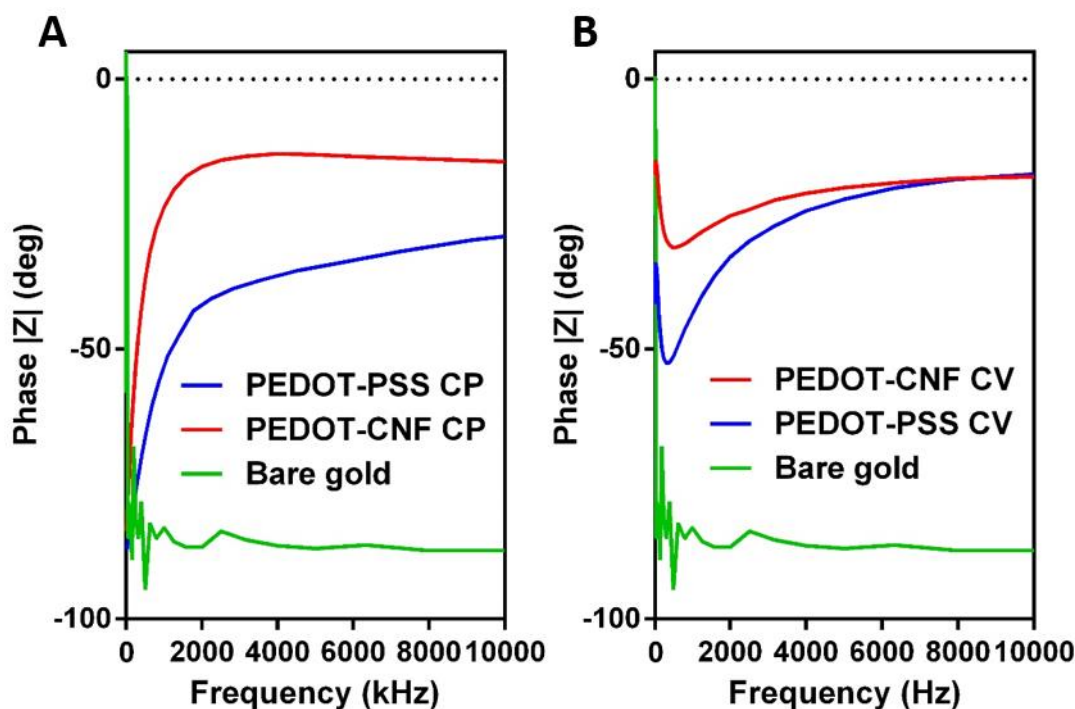 A
Phase |Z| (deg)
0
-50
-100
PEDOT-PSS CP
PEDOT-CNF CP
Bare gold
0 2000 4000 6000 8000 10000
Frequency (kHz)
B
Phase |Z| (deg)
0
-50
-100
PEDOT-CNF CV
PEDOT-PSS CV
Bare gold
0 2000 4000 6000 8000 10000
Frequency (Hz)